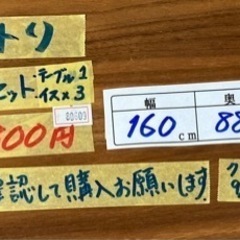 トリ
ニット・テーブル1
イス×3
800円
幅 奥
160cm 88
確認して購入お願いします。
ク